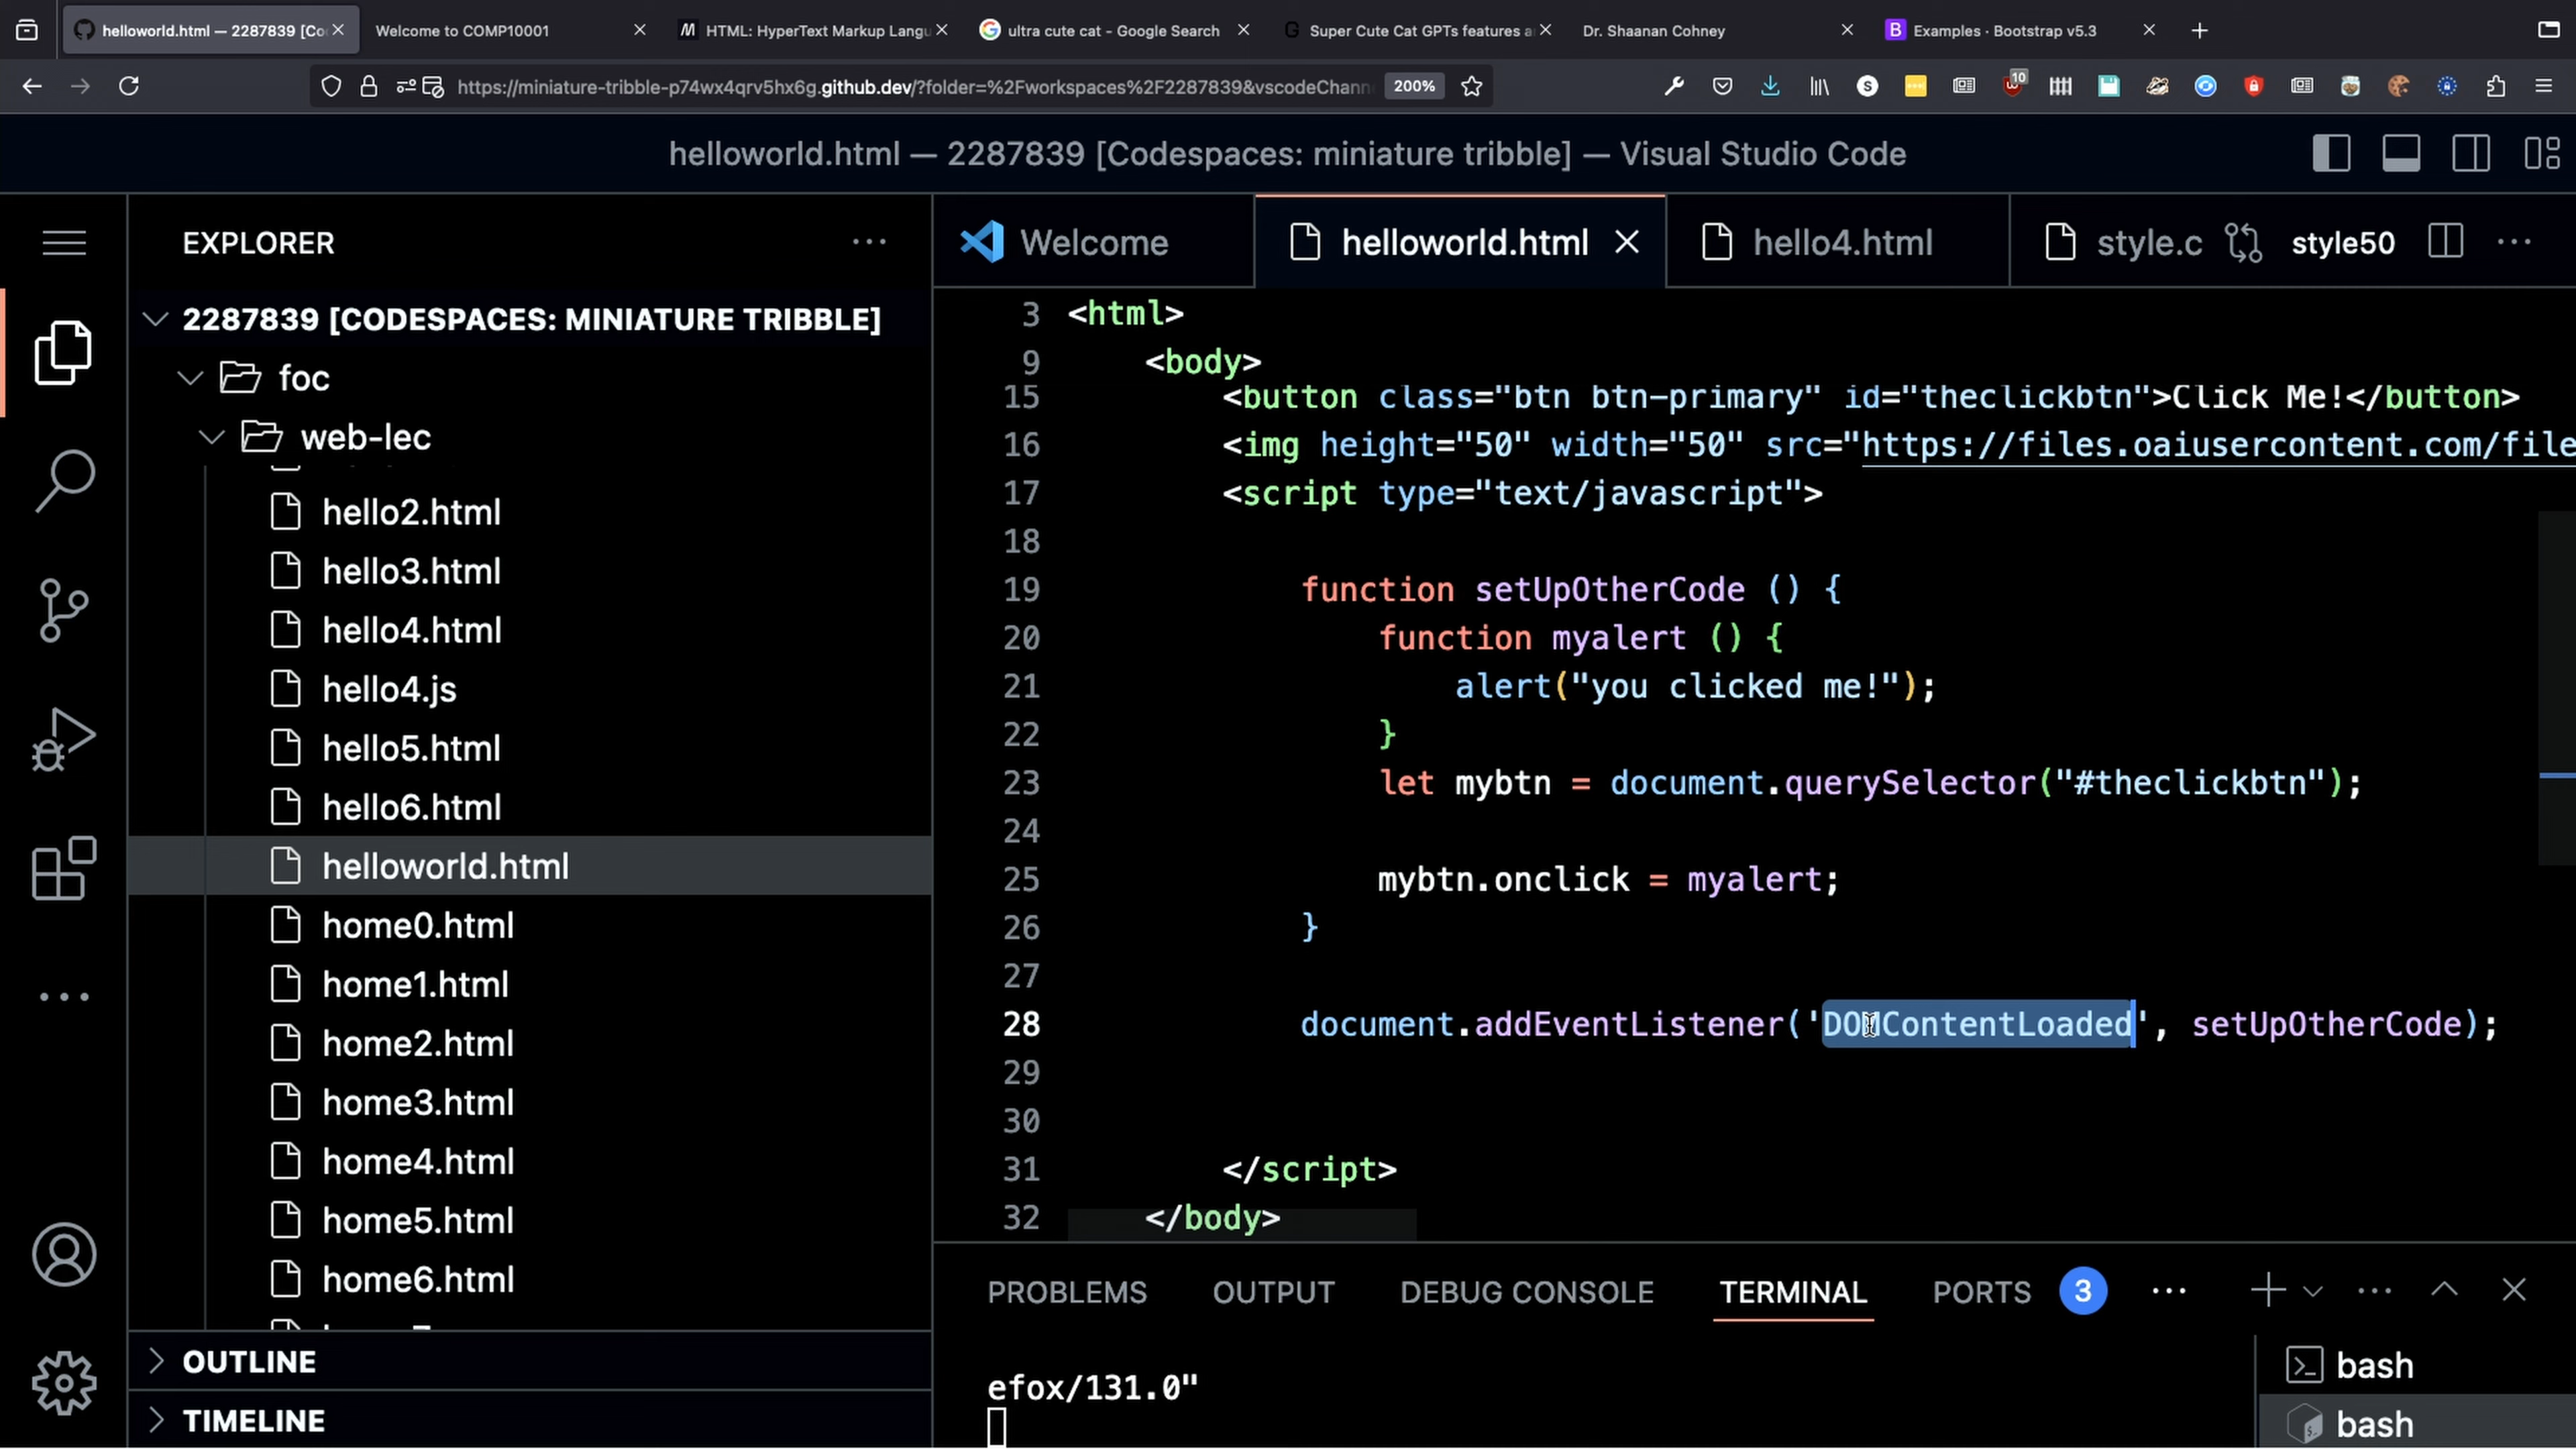 helloworld.html — 2287839 [Co
Welcome to COMP10001
HTML: HyperText Markup Langu
ultra cute cat - Google Search
Super Cute Cat GPTs features a
Dr. Shaanan Cohney
Examples · Bootstrap v5.3
https://miniature-tribble-p74wx4qrv5hx6g.github.dev/?folder=%2Fworkspaces%2F2287839&vscodeChann
200%
10
helloworld.html — 2287839 [Codespaces: miniature tribble] — Visual Studio Code
EXPLORER
2287839 [CODESPACES: MINIATURE TRIBBLE]
foc
web-lec
hello2.html
hello3.html
hello4.html
hello4.js
hello5.html
hello6.html
helloworld.html
home0.html
home1.html
home2.html
home3.html
home4.html
home5.html
home6.html
OUTLINE
TIMELINE
Welcome
helloworld.html
hello4.html
style.c
style50
3 <html>
9 <body>
15 <button class="btn btn-primary" id="theclickbtn">Click Me!</button>
16 <img height="50" width="50" src="https://files.oaiusercontent.com/file
17 <script type="text/javascript">
18
19 function setUpOtherCode () {
20 function myalert () {
21 alert("you clicked me!");
22 }
23 let mybtn = document.querySelector("#theclickbtn");
24
25 mybtn.onclick = myalert;
26 }
27
28 document.addEventListener('DOMContentLoaded', setUpOtherCode);
29
30
31 </script>
32 </body>
PROBLEMS
OUTPUT
DEBUG CONSOLE
TERMINAL
PORTS
3
efox/131.0"
bash
bash